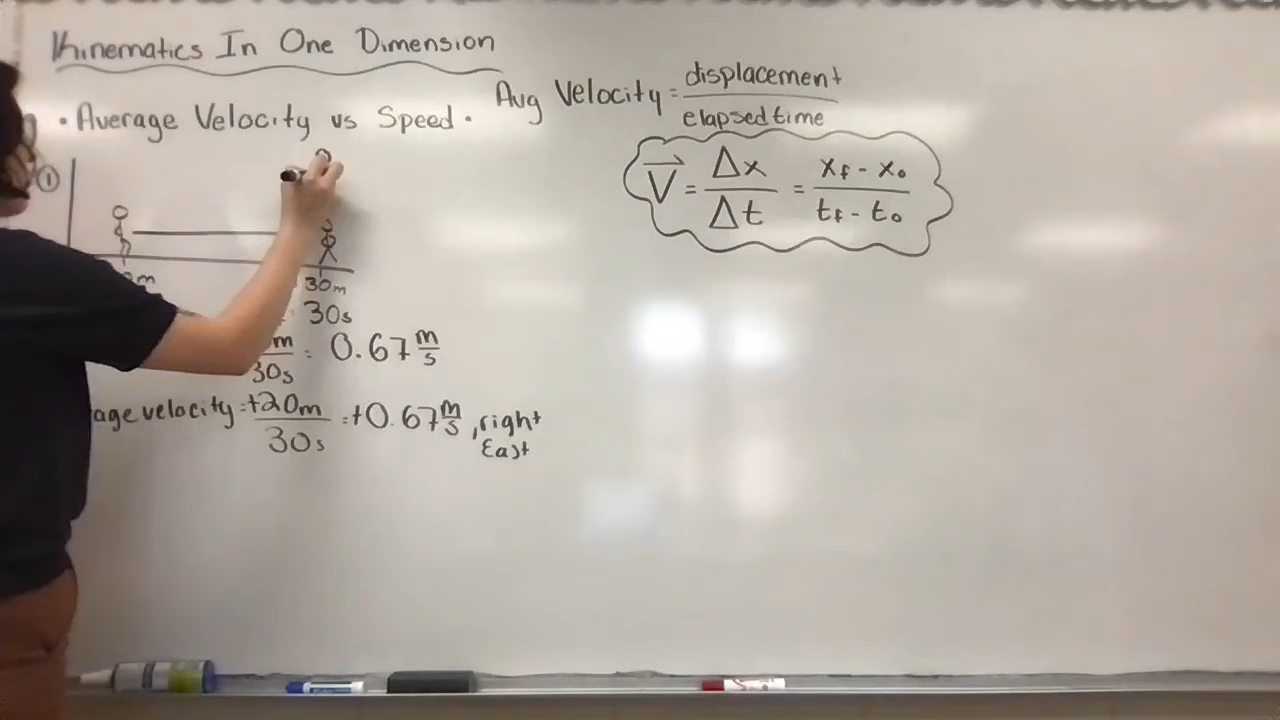 Kinematics In One Dimension
• Average Velocity vs Speed •
Avg Velocity = displacement
elapsed time
V = Δx = xf - x₀
Δt tf - t₀
①
30m
30s
m = 0.67 m/s
30s
age velocity = +20m = +0.67 m/s, right
30s East